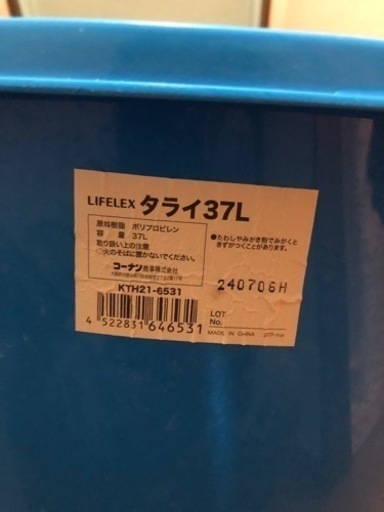 LIFELEX タライ37L
原料樹脂 ポリプロピレン
容量 37L
取り扱い上の注意
○火のそばに置かないでください。
コーナン商事株式会社
KTH21-6531
4 522831 646531
●たわしやみがき粉でみがくと
きずがつくことがあります。
240706H
LOT
No.
MADE IN CHINA